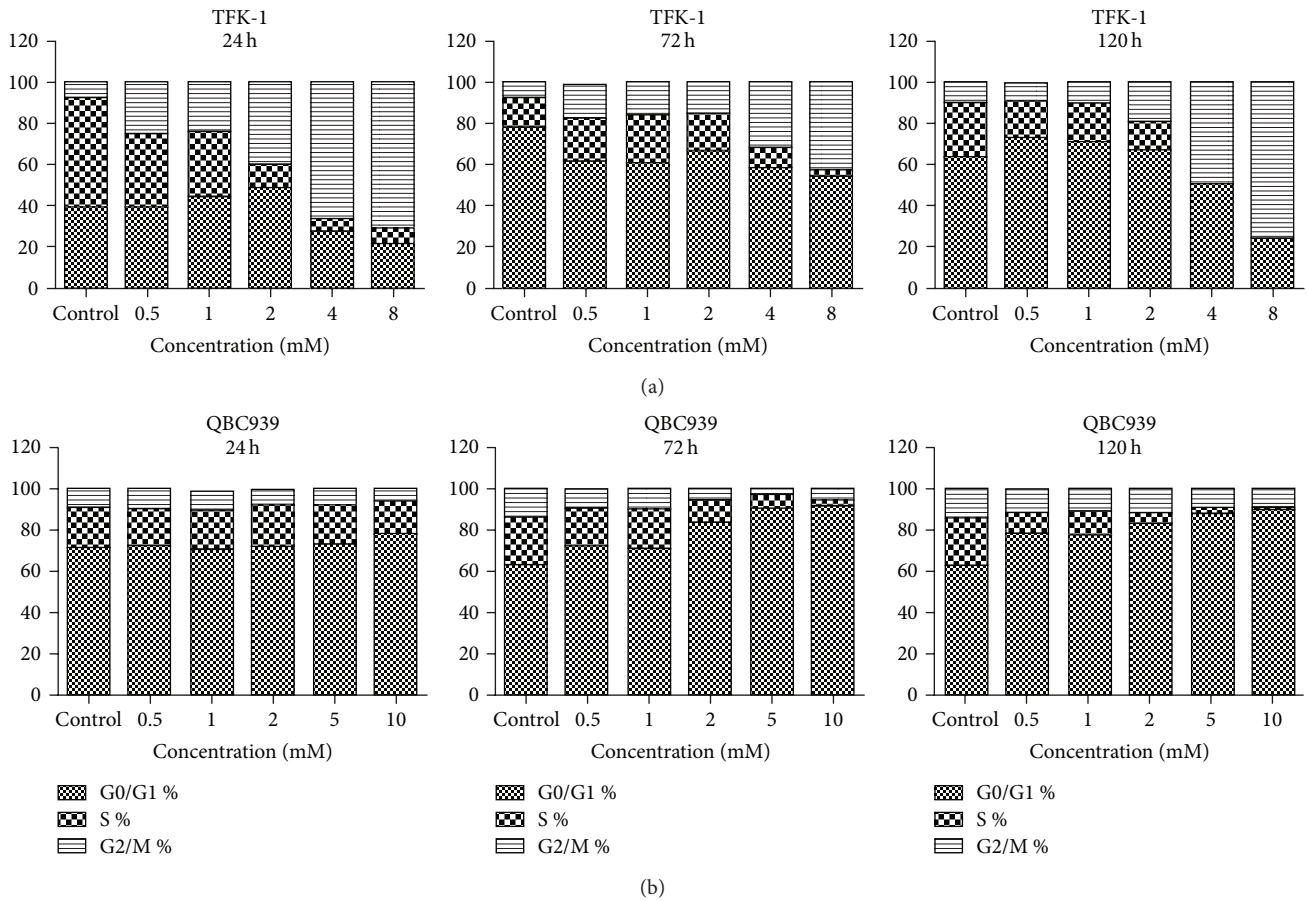 TFK-1
24 h
120
100
80
60
40
20
0
Control 0.5 1 2 4 8
Concentration (mM)
TFK-1
72 h
120
100
80
60
40
20
0
Control 0.5 1 2 4 8
Concentration (mM)
TFK-1
120 h
120
100
80
60
40
20
0
Control 0.5 1 2 4 8
Concentration (mM)
(a)
QBC939
24 h
120
100
80
60
40
20
0
Control 0.5 1 2 5 10
Concentration (mM)
G0/G1 %
S %
G2/M %
QBC939
72 h
120
100
80
60
40
20
0
Control 0.5 1 2 5 10
Concentration (mM)
G0/G1 %
S %
G2/M %
QBC939
120 h
120
100
80
60
40
20
0
Control 0.5 1 2 5 10
Concentration (mM)
G0/G1 %
S %
G2/M %
(b)